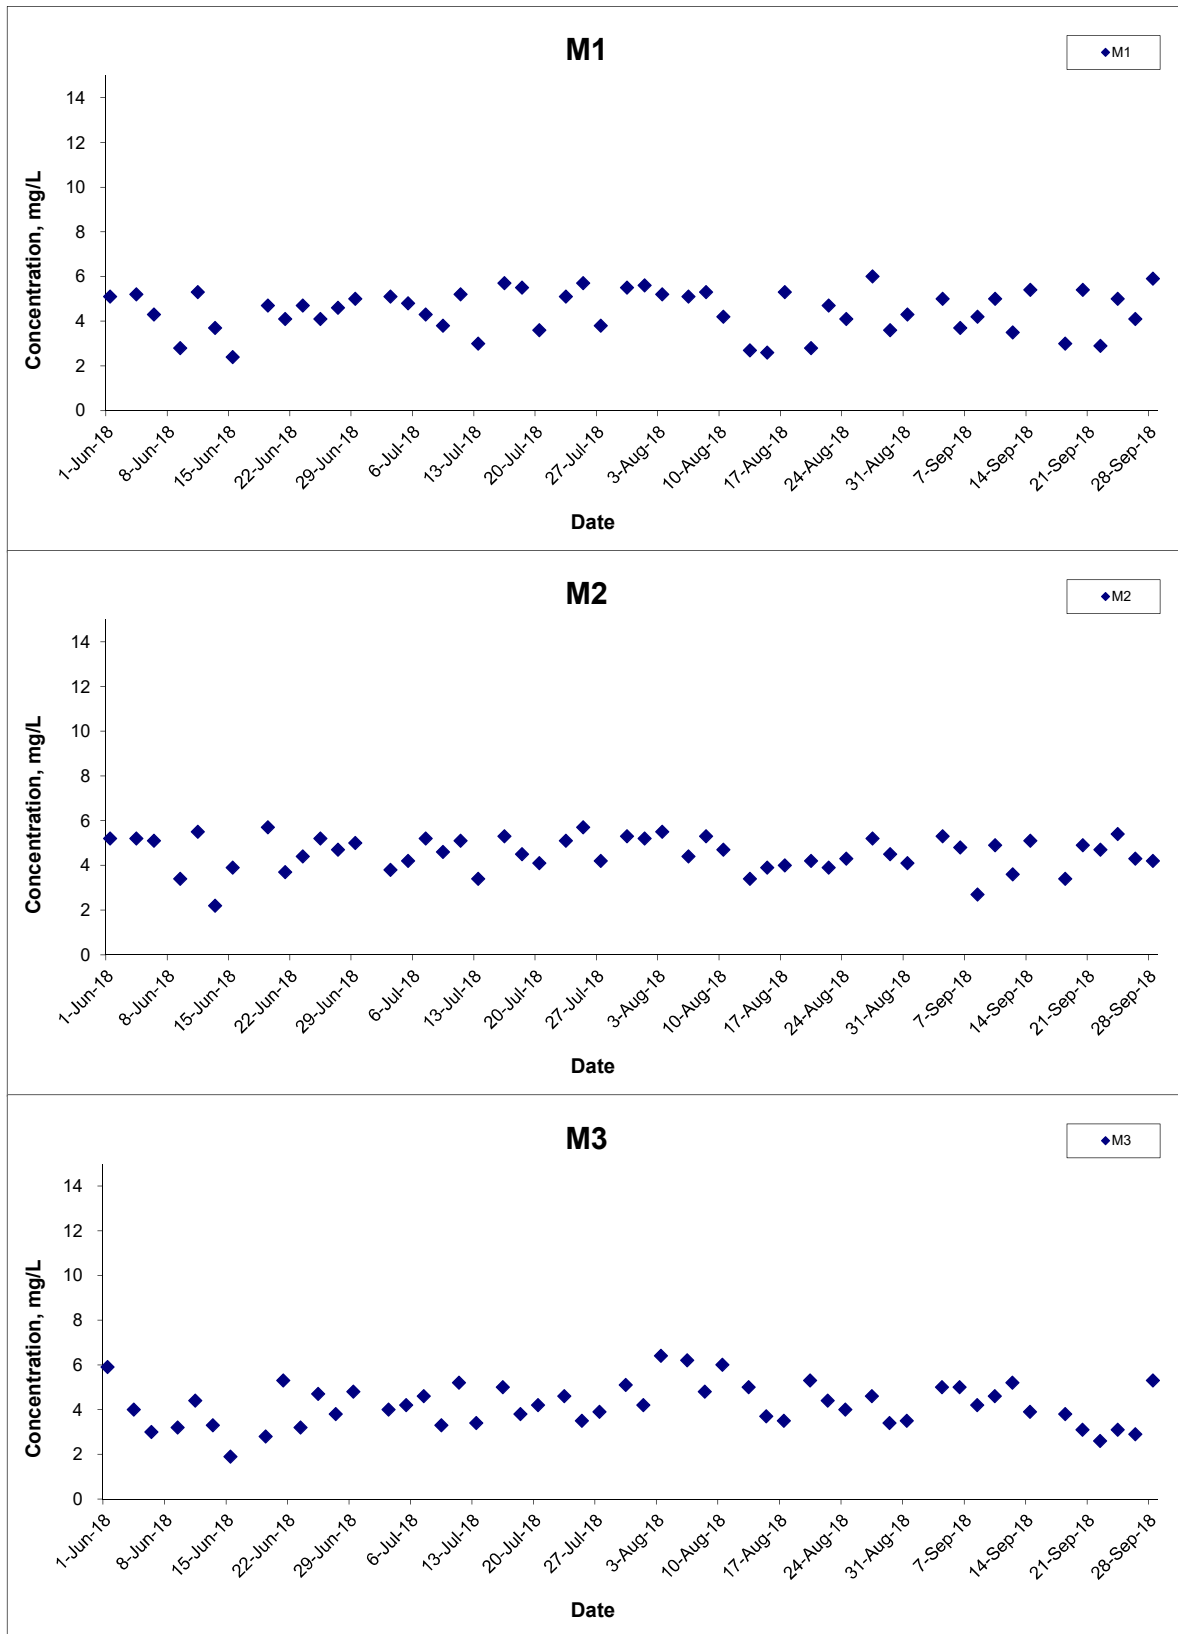 M1
M1
14
12
10
8
6
4
2
0
Concentration, mg/L
1-Jun-18
8-Jun-18
15-Jun-18
22-Jun-18
29-Jun-18
6-Jul-18
13-Jul-18
20-Jul-18
27-Jul-18
3-Aug-18
10-Aug-18
17-Aug-18
24-Aug-18
31-Aug-18
7-Sep-18
14-Sep-18
21-Sep-18
28-Sep-18
Date
M2
M2
14
12
10
8
6
4
2
0
Concentration, mg/L
1-Jun-18
8-Jun-18
15-Jun-18
22-Jun-18
29-Jun-18
6-Jul-18
13-Jul-18
20-Jul-18
27-Jul-18
3-Aug-18
10-Aug-18
17-Aug-18
24-Aug-18
31-Aug-18
7-Sep-18
14-Sep-18
21-Sep-18
28-Sep-18
Date
M3
M3
14
12
10
8
6
4
2
0
Concentration, mg/L
1-Jun-18
8-Jun-18
15-Jun-18
22-Jun-18
29-Jun-18
6-Jul-18
13-Jul-18
20-Jul-18
27-Jul-18
3-Aug-18
10-Aug-18
17-Aug-18
24-Aug-18
31-Aug-18
7-Sep-18
14-Sep-18
21-Sep-18
28-Sep-18
Date